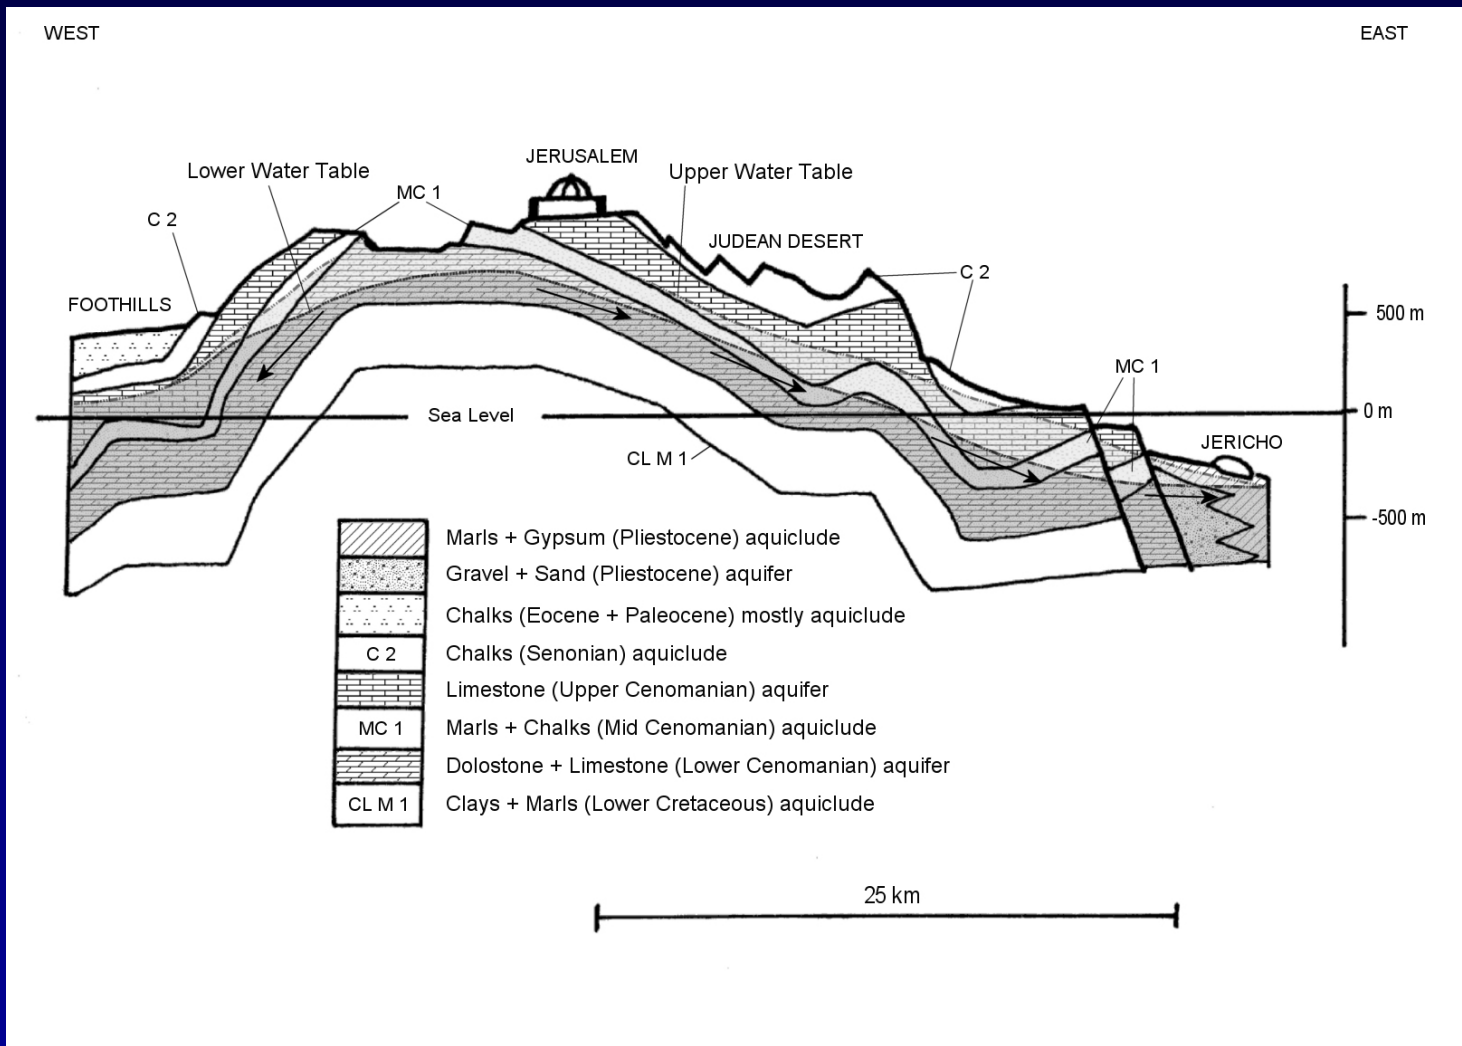 WEST
EAST
JERUSALEM
Lower Water Table
Upper Water Table
MC 1
C 2
JUDEAN DESERT
C 2
FOOTHILLS
500 m
MC 1
Sea Level
0 m
JERICHO
CL M 1
-500 m
Marls + Gypsum (Pliestocene) aquiclude
Gravel + Sand (Pliestocene) aquifer
Chalks (Eocene + Paleocene) mostly aquiclude
C 2 Chalks (Senonian) aquiclude
Limestone (Upper Cenomanian) aquifer
MC 1 Marls + Chalks (Mid Cenomanian) aquiclude
Dolostone + Limestone (Lower Cenomanian) aquifer
CL M 1 Clays + Marls (Lower Cretaceous) aquiclude
25 km